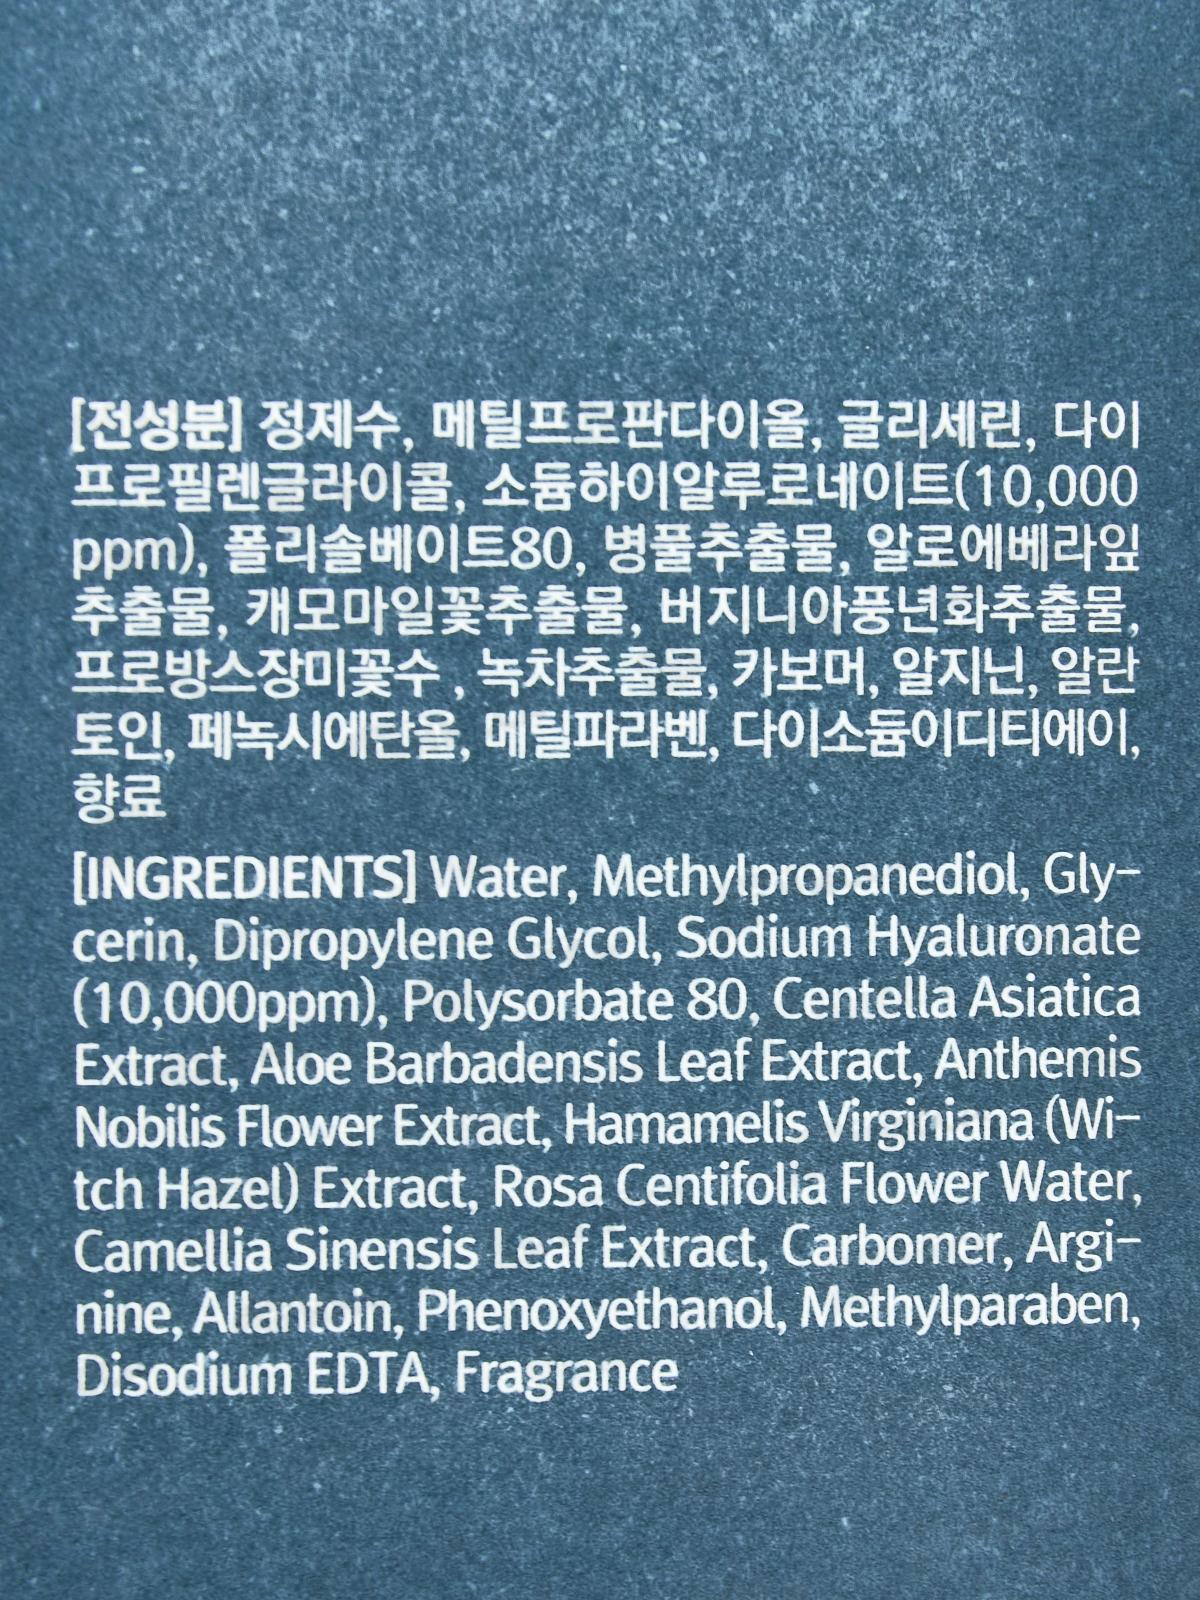 [전성분] 정제수, 메틸프로판다이올, 글리세린, 다이
프로필렌글라이콜, 소듐하이알루로네이트(10,000
ppm), 폴리솔베이트80, 병풀추출물, 알로에베라잎
추출물, 캐모마일꽃추출물, 버지니아풍년화추출물,
프로방스장미꽃수 , 녹차추출물, 카보머, 알지닌, 알란
토인, 페녹시에탄올, 메틸파라벤, 다이소듐이디티에이,
향료
[INGREDIENTS] Water, Methylpropanediol, Gly-
cerin, Dipropylene Glycol, Sodium Hyaluronate
(10,000ppm), Polysorbate 80, Centella Asiatica
Extract, Aloe Barbadensis Leaf Extract, Anthemis
Nobilis Flower Extract, Hamamelis Virginiana (Wi-
tch Hazel) Extract, Rosa Centifolia Flower Water,
Camellia Sinensis Leaf Extract, Carbomer, Argi-
nine, Allantoin, Phenoxyethanol, Methylparaben,
Disodium EDTA, Fragrance